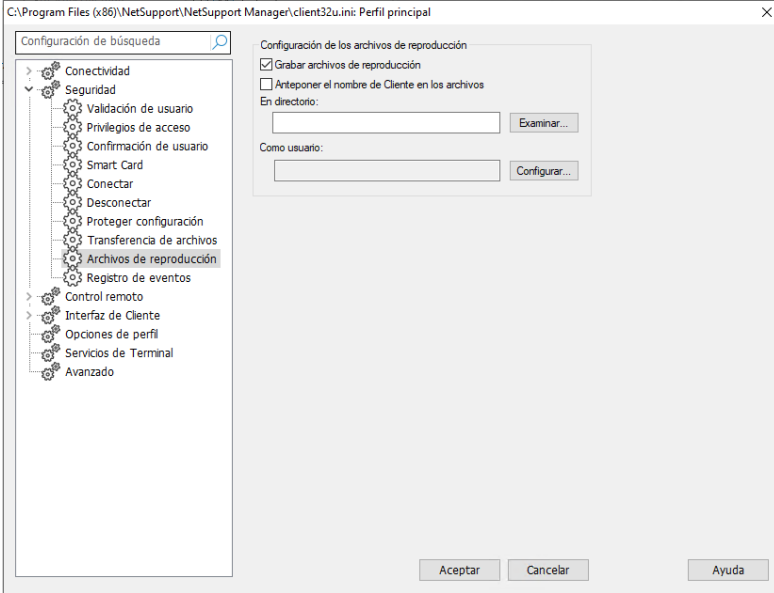 C:\Program Files (x86)\NetSupport\NetSupport Manager\client32u.ini: Perfil principal
Configuración de búsqueda
Conectividad
Seguridad
Validación de usuario
Privilegios de acceso
Confirmación de usuario
Smart Card
Conectar
Desconectar
Proteger configuración
Transferencia de archivos
Archivos de reproducción
Registro de eventos
Control remoto
Interfaz de Cliente
Opciones de perfil
Servicios de Terminal
Avanzado
Configuración de los archivos de reproducción
Grabar archivos de reproducción
Anteponer el nombre de Cliente en los archivos
En directorio:
Examinar...
Como usuario:
Configurar...
Aceptar
Cancelar
Ayuda